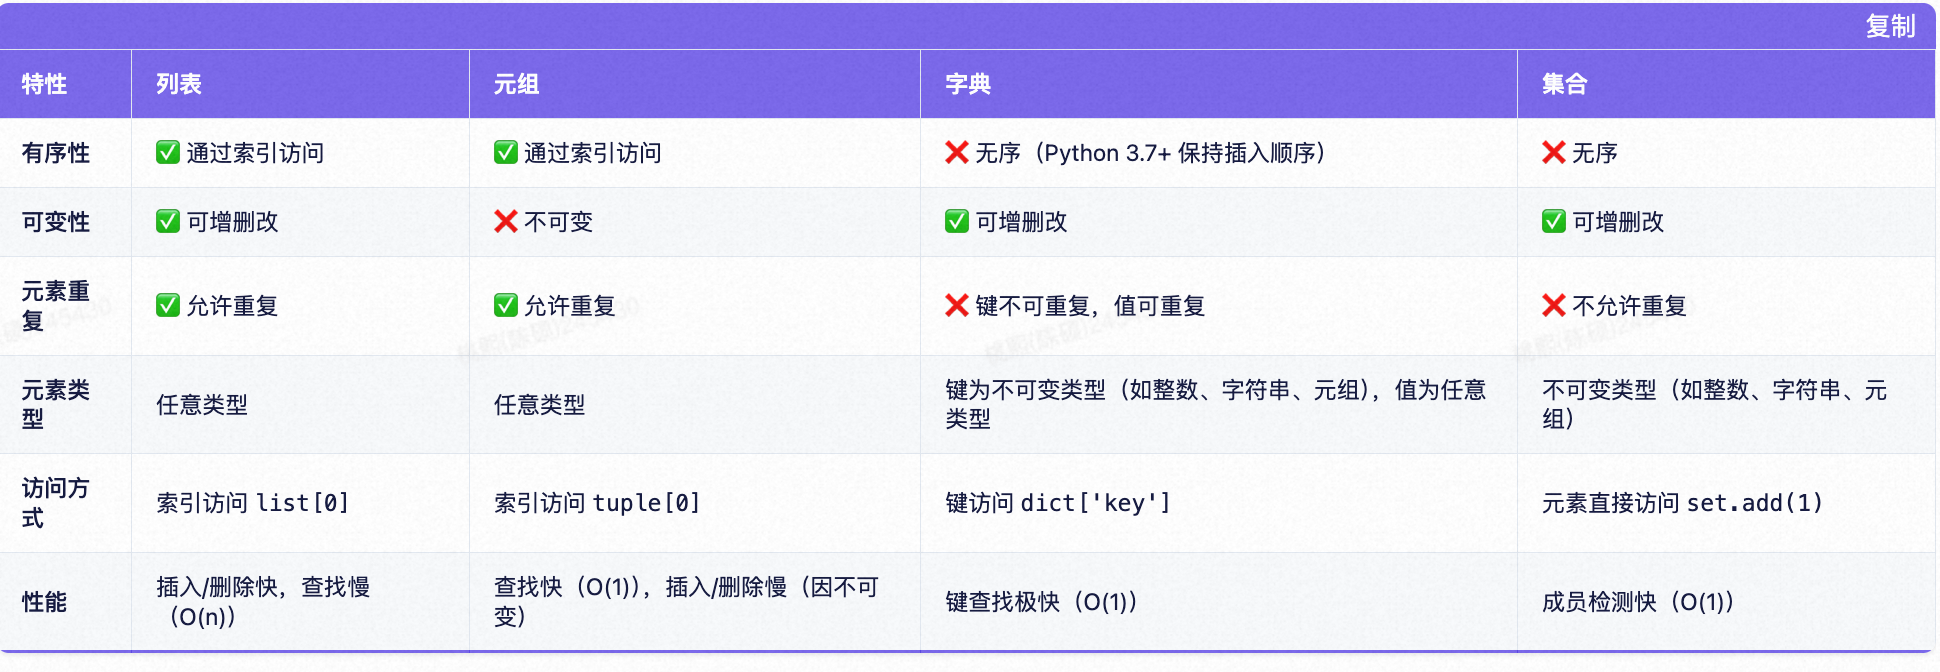 复制
特性 列表 元组 字典 集合
有序性 ✅ 通过索引访问 ✅ 通过索引访问 ❌ 无序（Python 3.7+ 保持插入顺序） ❌ 无序
可变性 ✅ 可增删改 ❌ 不可变 ✅ 可增删改 ✅ 可增删改
元素重
复
✅ 允许重复 ✅ 允许重复 ❌ 键不可重复，值可重复 ❌ 不允许重复
元素类
型
任意类型 任意类型
键为不可变类型（如整数、字符串、元组），值为任意
类型
不可变类型（如整数、字符串、元
组）
访问方
式
索引访问 list[0] 索引访问 tuple[0] 键访问 dict['key'] 元素直接访问 set.add(1)
性能
插入/删除快，查找慢
（O(n)）
查找快（O(1)），插入/删除慢（因不可
变）
键查找极快（O(1)） 成员检测快（O(1)）